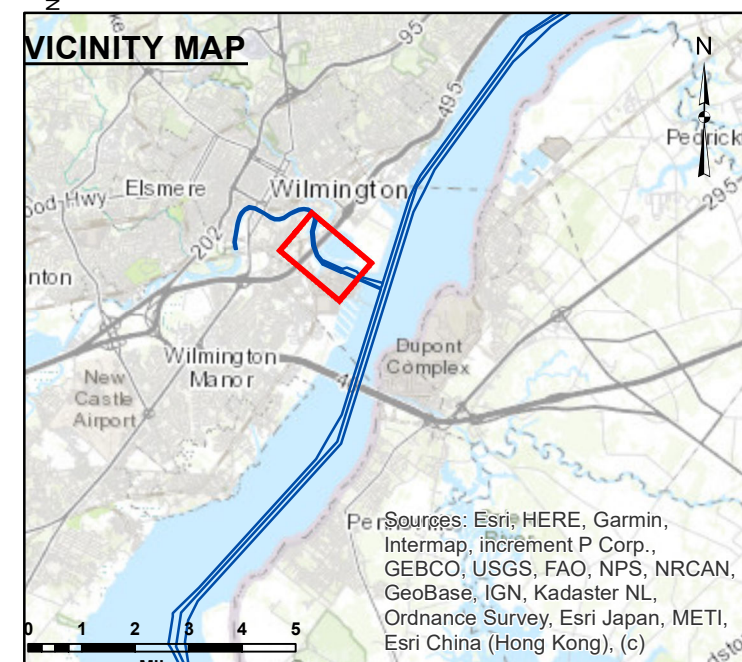 VICINITY MAP
N
95
495
Elsmere
Wilmington
202
295
Wilmington
Manor
New
Castle
Airport
Dupont
Complex
Sources: Esri, HERE, Garmin,
Intermap, increment P Corp.,
GEBCO, USGS, FAO, NPS, NRCAN,
GeoBase, IGN, Kadaster NL,
Ordnance Survey, Esri Japan, METI,
Esri China (Hong Kong), (c)
0 1 2 3 4 5